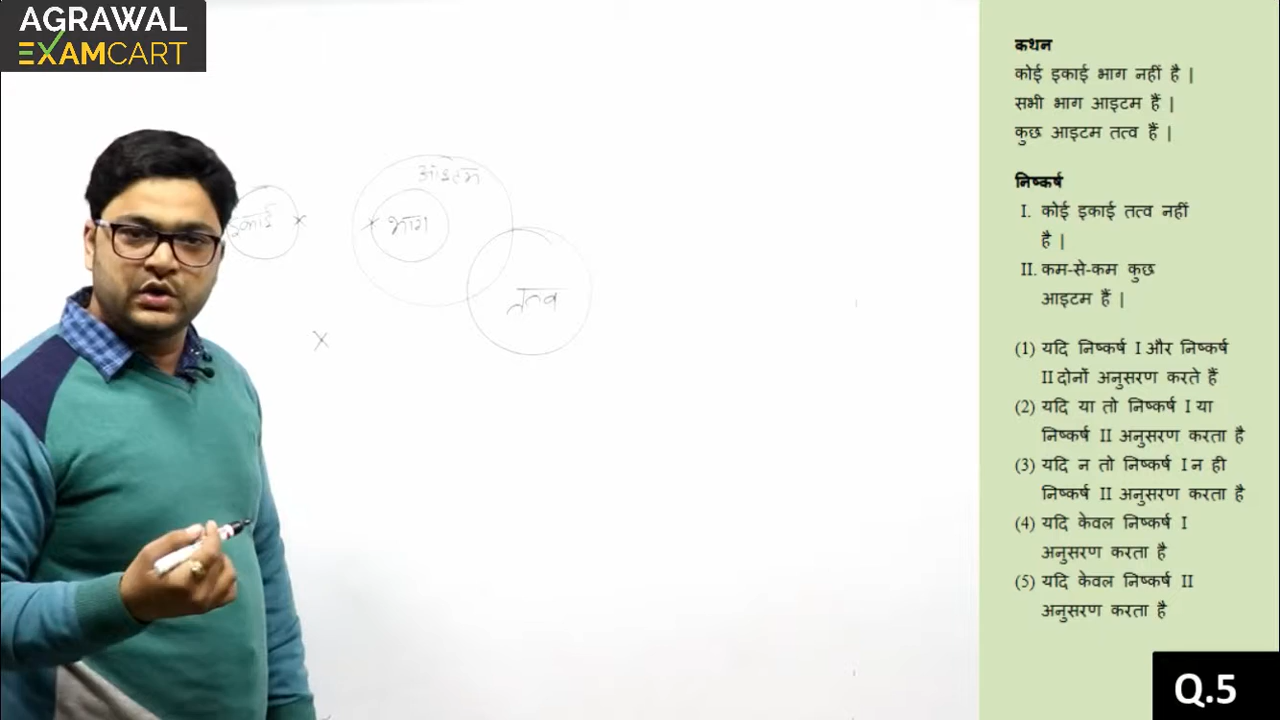 AGRAWAL
EXAMCART
आइटम
इकाई
भाग
तत्व
कथन
कोई इकाई भाग नहीं है |
सभी भाग आइटम हैं |
कुछ आइटम तत्व हैं |
निष्कर्ष
I. कोई इकाई तत्व नहीं
है |
II. कम-से-कम कुछ
आइटम हैं |
(1) यदि निष्कर्ष I और निष्कर्ष
II दोनों अनुसरण करते हैं
(2) यदि या तो निष्कर्ष I या
निष्कर्ष II अनुसरण करता है
(3) यदि न तो निष्कर्ष I न ही
निष्कर्ष II अनुसरण करता है
(4) यदि केवल निष्कर्ष I
अनुसरण करता है
(5) यदि केवल निष्कर्ष II
अनुसरण करता है
Q.5